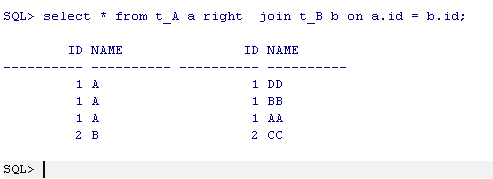 SQL> select * from t_A a right  join t_B b on a.id = b.id;
        ID NAME               ID NAME
---------- ---------- ---------- ----------
         1 A                   1 DD
         1 A                   1 BB
         1 A                   1 AA
         2 B                   2 CC
SQL>